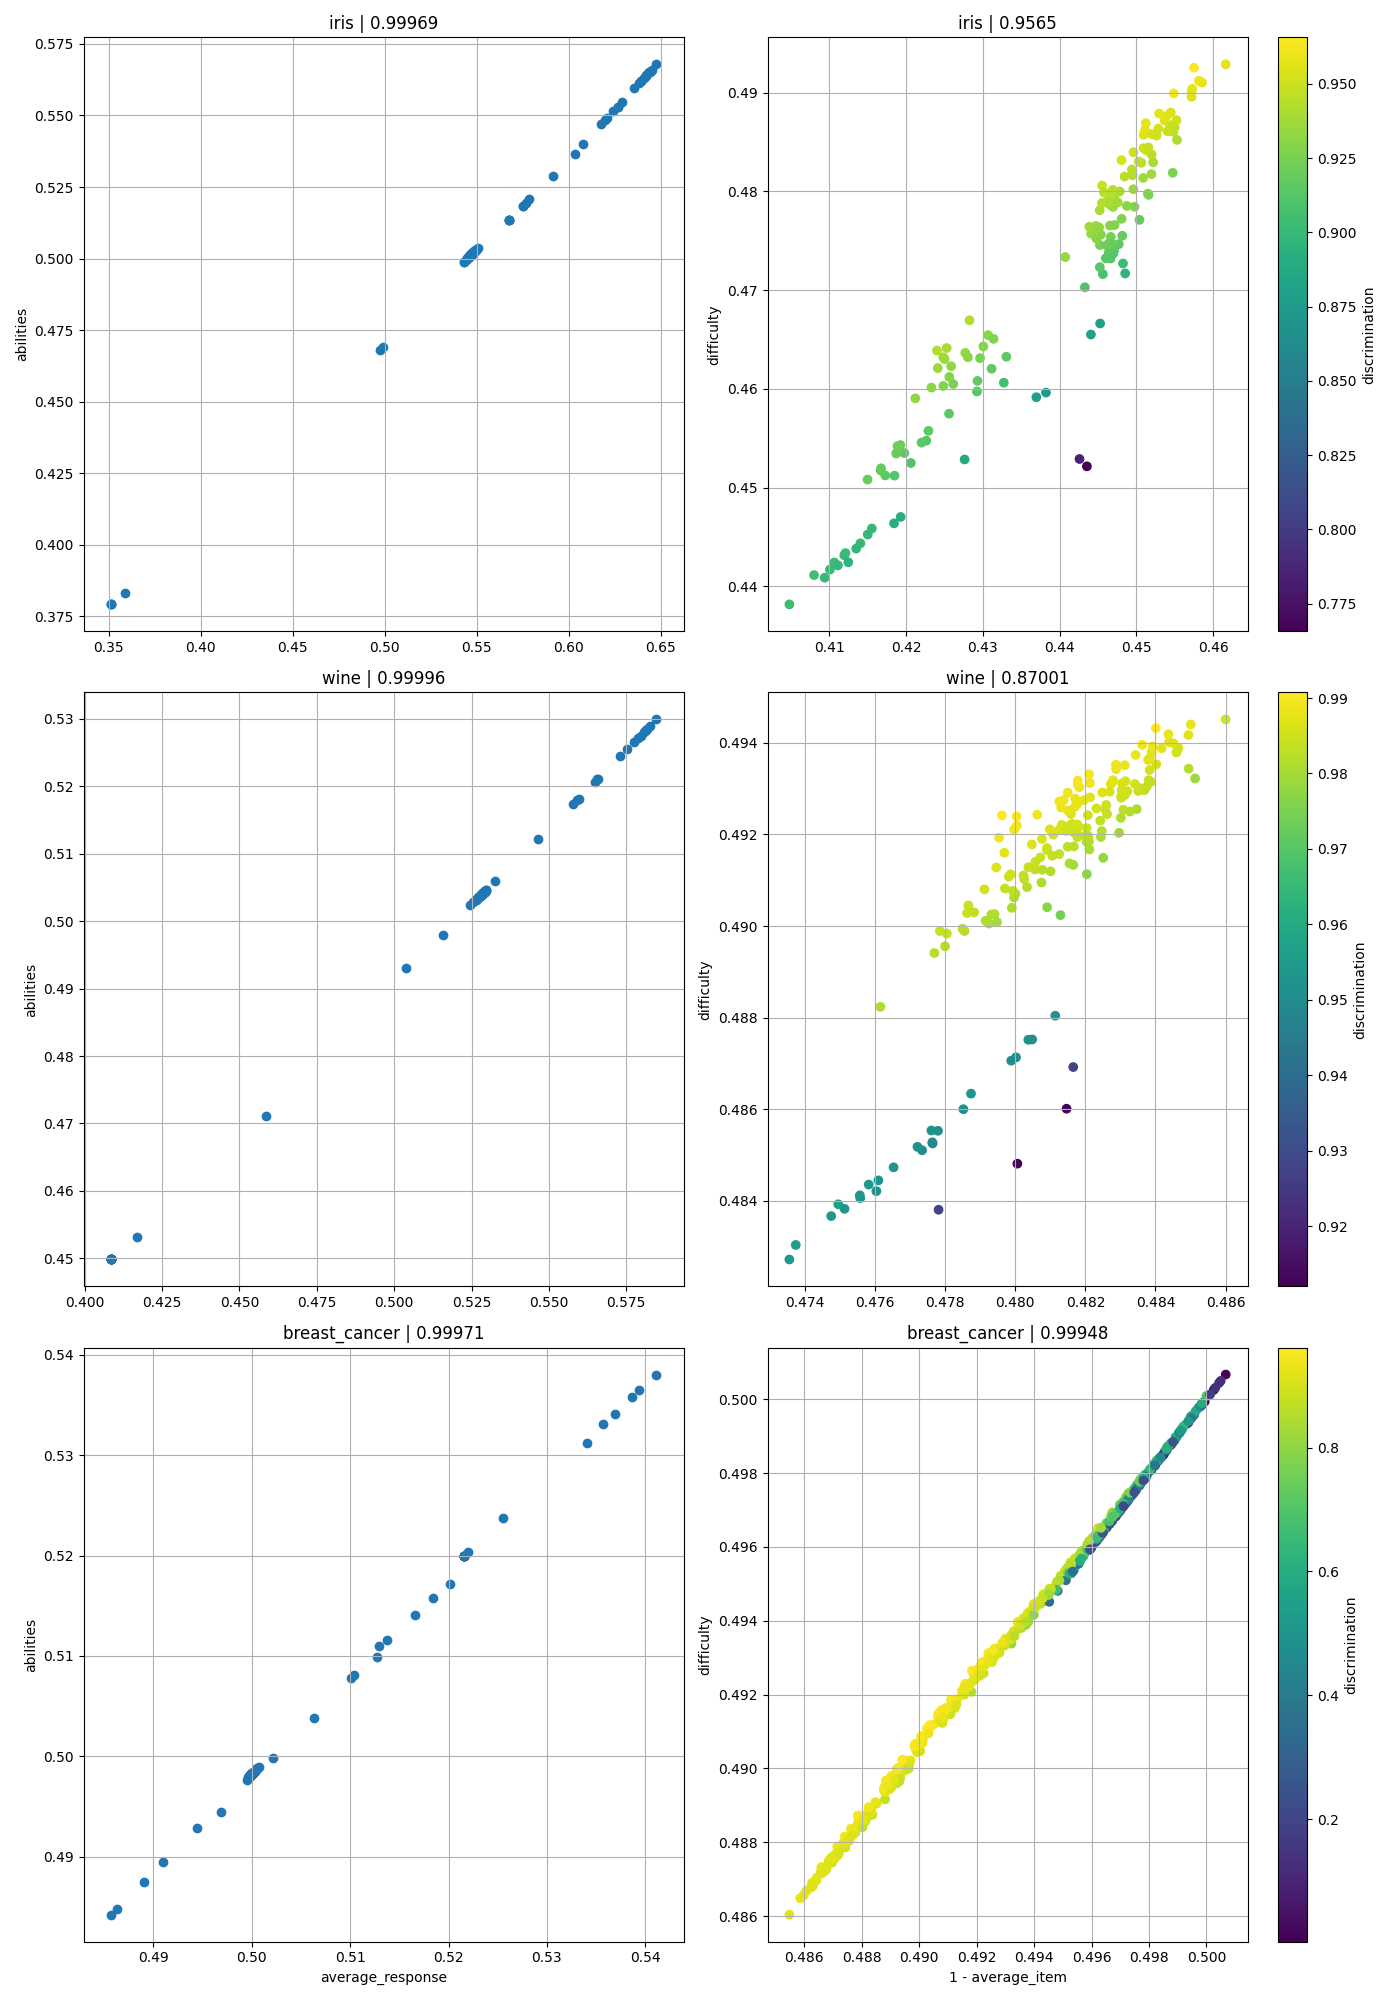 iris | 0.99969
0.575
0.550
0.525
0.500
0.475
0.450
0.425
0.400
0.375
abilities
0.35 0.40 0.45 0.50 0.55 0.60 0.65
iris | 0.9565
0.49
0.48
0.47
0.46
0.45
0.44
difficulty
0.41 0.42 0.43 0.44 0.45 0.46
0.950
0.925
0.900
0.875
0.850
0.825
0.800
0.775
discrimination
wine | 0.99996
0.53
0.52
0.51
0.50
0.49
0.48
0.47
0.46
0.45
abilities
0.400 0.425 0.450 0.475 0.500 0.525 0.550 0.575
wine | 0.87001
0.494
0.492
0.490
0.488
0.486
0.484
difficulty
0.474 0.476 0.478 0.480 0.482 0.484 0.486
0.99
0.98
0.97
0.96
0.95
0.94
0.93
0.92
discrimination
breast_cancer | 0.99971
0.54
0.53
0.52
0.51
0.50
0.49
abilities
0.49 0.50 0.51 0.52 0.53 0.54
average_response
breast_cancer | 0.99948
0.500
0.498
0.496
0.494
0.492
0.490
0.488
0.486
difficulty
0.486 0.488 0.490 0.492 0.494 0.496 0.498 0.500
1 - average_item
0.8
0.6
0.4
0.2
discrimination